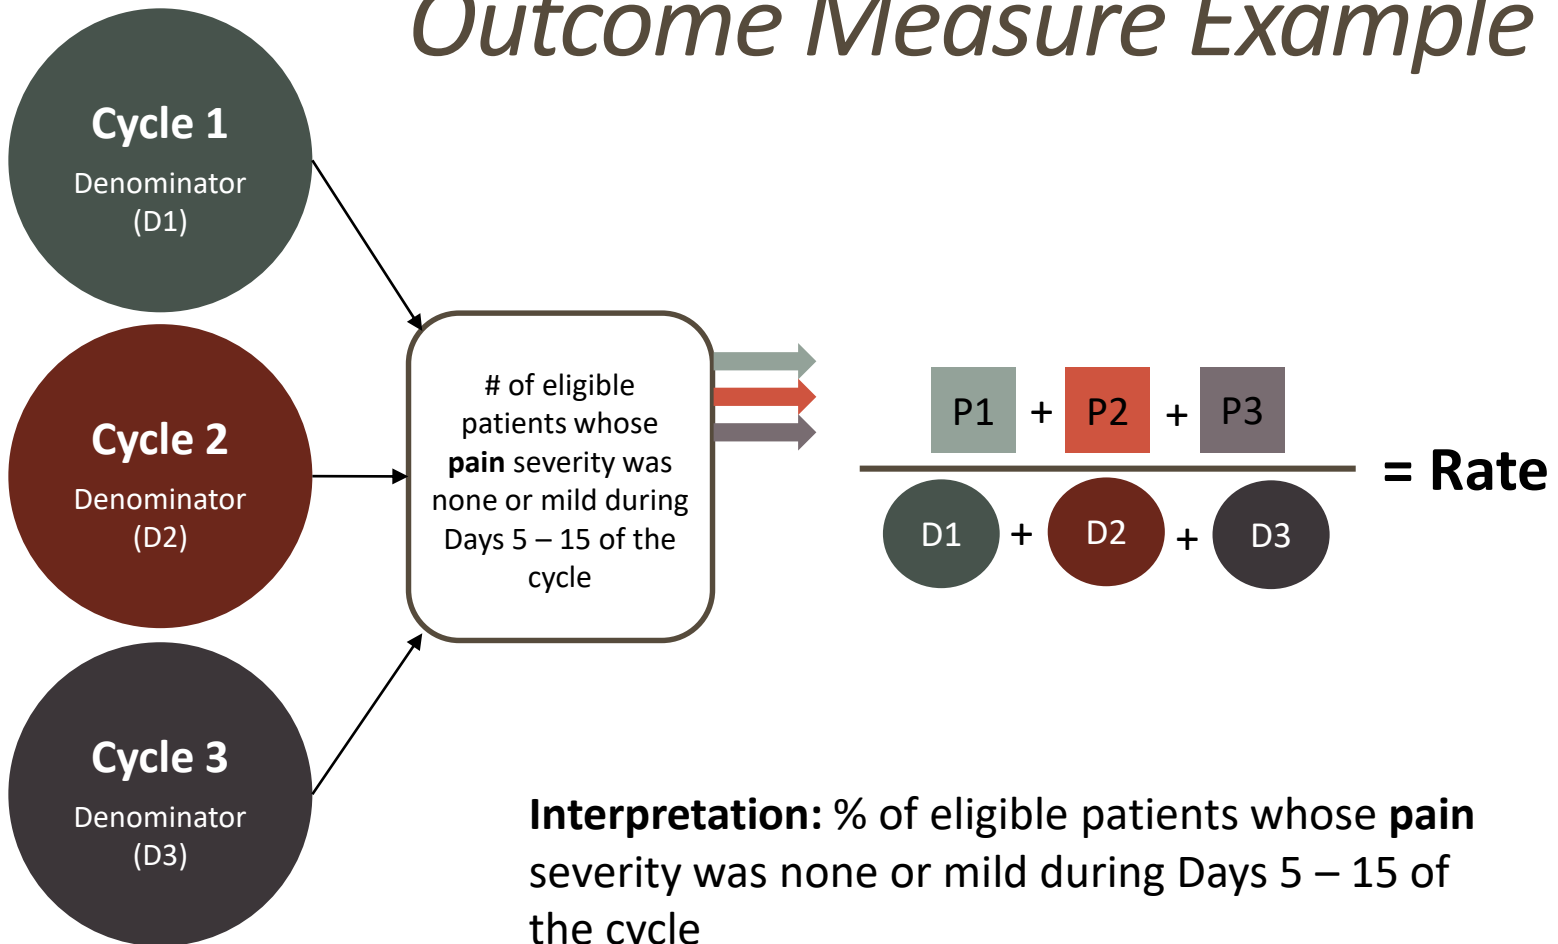 Outcome Measure Example
Cycle 1
Denominator
(D1)
Cycle 2
Denominator
(D2)
Cycle 3
Denominator
(D3)
# of eligible
patients whose
pain severity was
none or mild during
Days 5 – 15 of the
cycle
P1 + P2 + P3
D1 + D2 + D3
= Rate
Interpretation: % of eligible patients whose pain
severity was none or mild during Days 5 – 15 of
the cycle